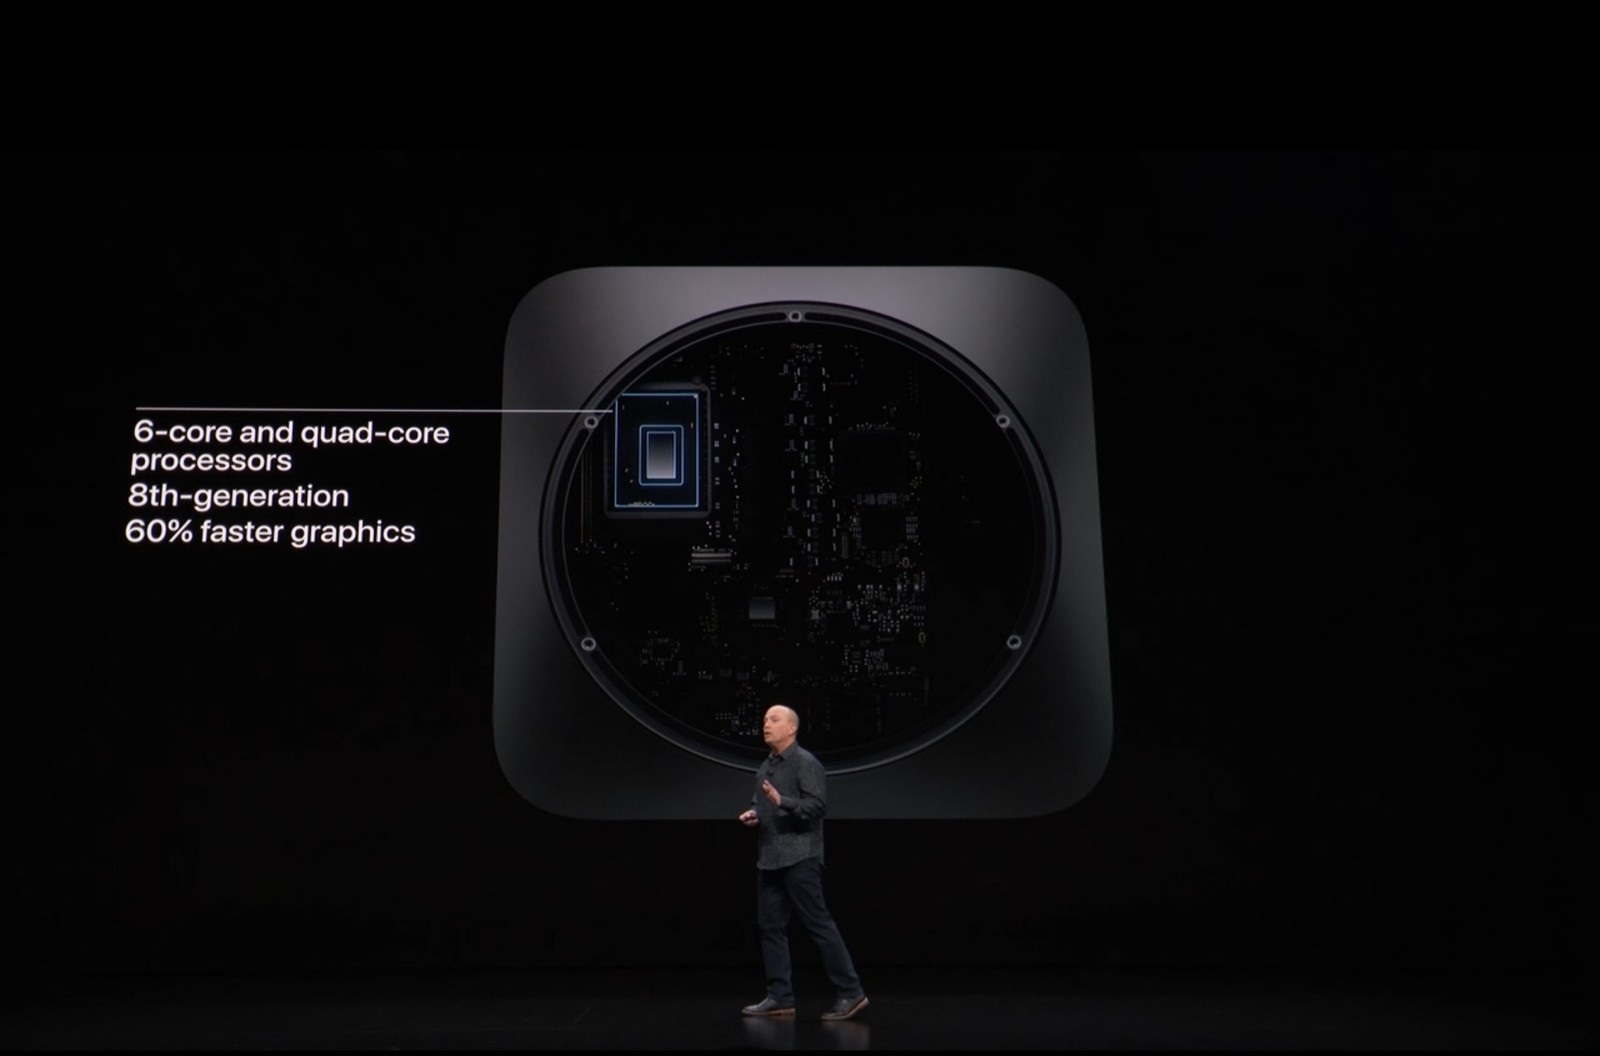 6-core and quad-core
processors
8th-generation
60% faster graphics